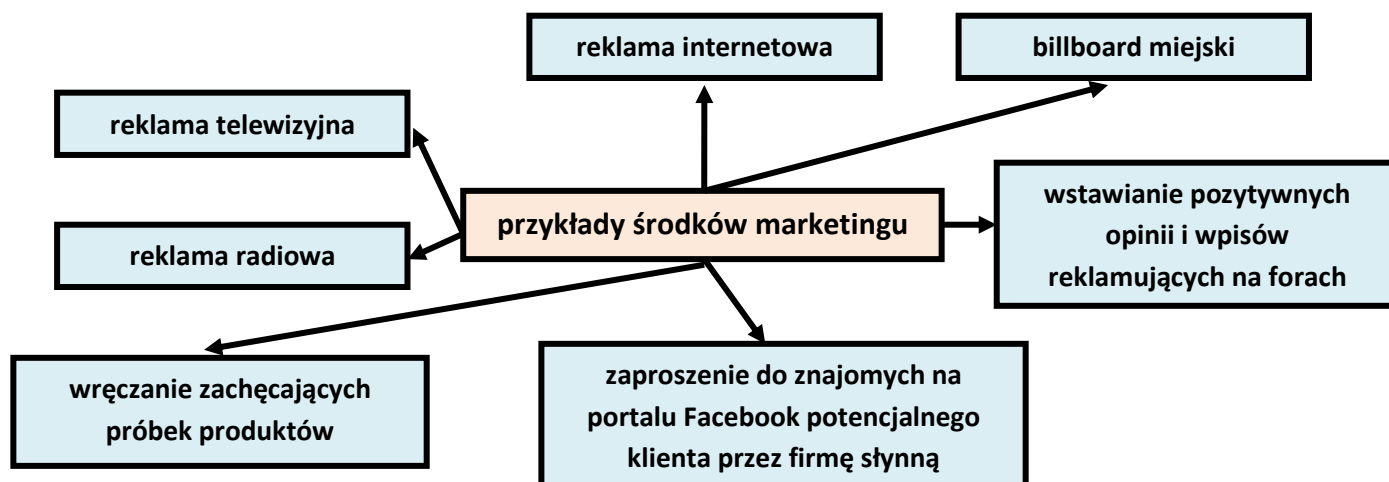 reklama internetowa
billboard miejski
reklama telewizyjna
przykłady środków marketingu
wstawianie pozytywnych
opinii i wpisów
reklamujących na forach
reklama radiowa
wręczanie zachęcających
próbek produktów
zaproszenie do znajomych na
portalu Facebook potencjalnego
klienta przez firmę słynną